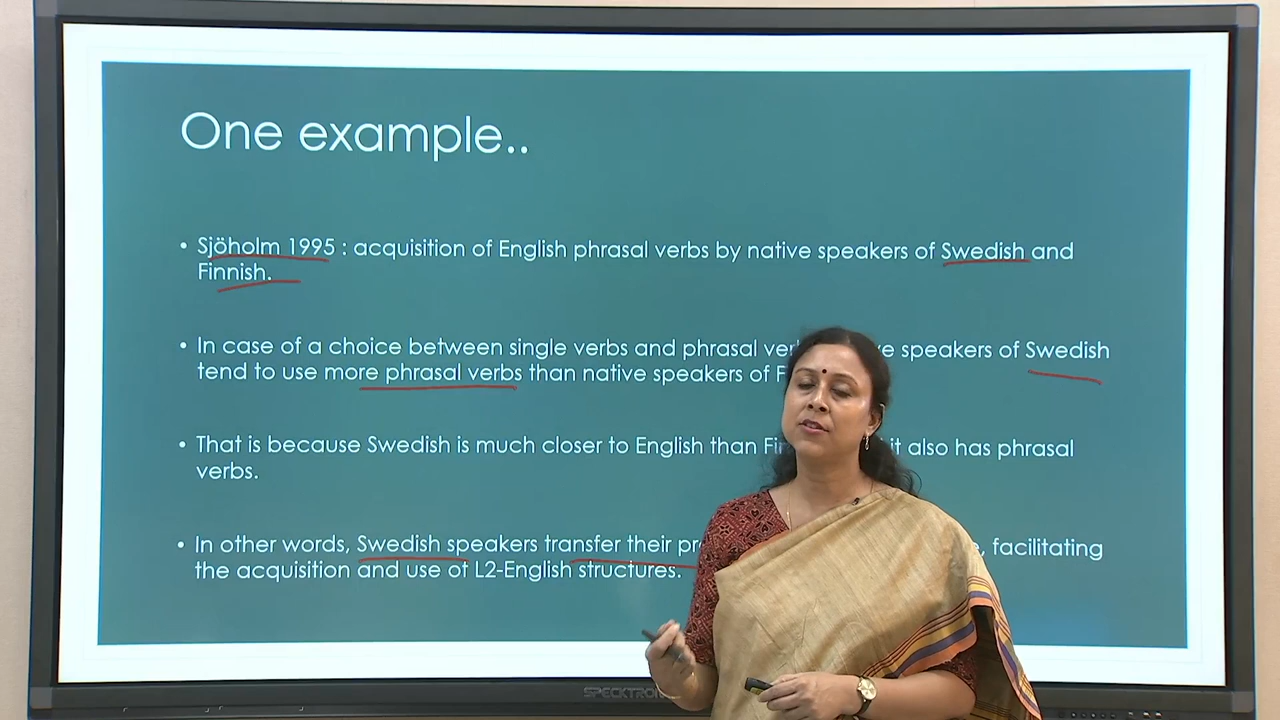 One example..
• Sjöholm 1995 : acquisition of English phrasal verbs by native speakers of Swedish and
Finnish.
• In case of a choice between single verbs and phrasal speakers of Swedish
tend to use more phrasal verbs than native speakers of
• That is because Swedish is much closer to English than it also has phrasal
verbs.
• In other words, Swedish speakers transfer their facilitating
the acquisition and use of L2-English structures.
SPECKTRON